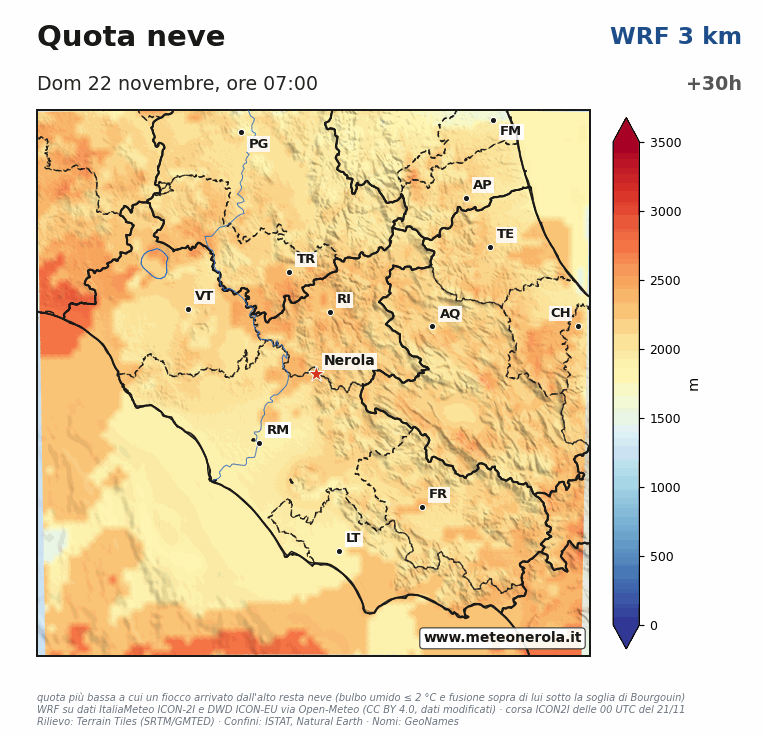 Quota neve
WRF 3 km
Dom 22 novembre, ore 07:00
+30h
PG
FM
AP
TE
TR
VT
RI
AQ
CH
Nerola
RM
FR
LT
www.meteonerola.it
3500
3000
2500
2000
1500
1000
500
0
m
quota più bassa a cui un fiocco arrivato dall'alto resta neve (bulbo umido ≤ 2 °C e fusione sopra di lui sotto la soglia di Bourgouin)
WRF su dati ItaliaMeteo ICON-2I e DWD ICON-EU via Open-Meteo (CC BY 4.0, dati modificati) · corsa ICON2I delle 00 UTC del 21/11
Rilievo: Terrain Tiles (SRTM/GMTED) · Confini: ISTAT, Natural Earth · Nomi: GeoNames